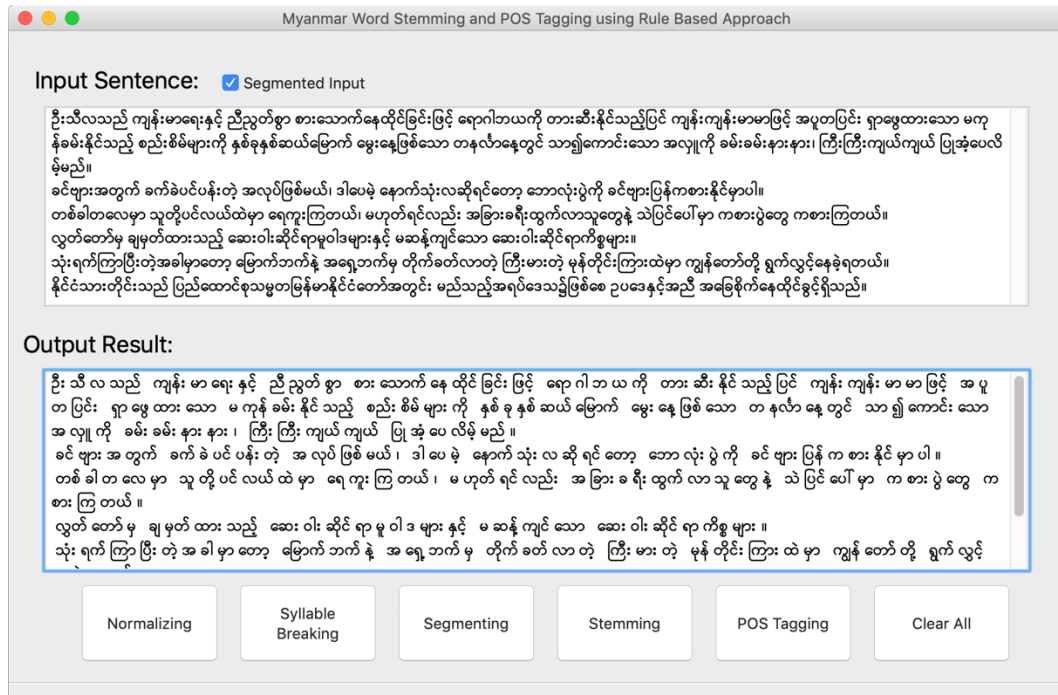 Myanmar Word Stemming and POS Tagging using Rule Based Approach
Input Sentence: Segmented Input
ဦးသီလသည် ကျန်းမာရေးနှင့် ညီညွတ်စွာ စားသောက်နေထိုင်ခြင်းဖြင့် ရောဂါဘယကို တားဆီးနိုင်သည့်ပြင် ကျန်းကျန်းမာမာဖြင့် အပူတပြင်း ရှာဖွေထားသော မကု
န်ခမ်းနိုင်သည့် စည်းစိမ်များကို နှစ်ခုနှစ်ဆယ်မြောက် မွေးနေ့ဖြစ်သော တနင်္လာနေ့တွင် သာ၍ကောင်းသော အလှူကို ခမ်းခမ်းနားနား၊ ကြီးကြီးကျယ်ကျယ် ပြုအံ့ပေလိ
မ့်မည်။
ခင်ဗျားအတွက် ခက်ခဲပင်ပန်းတဲ့ အလုပ်ဖြစ်မယ်၊ ဒါပေမဲ့ နောက်သုံးလဆိုရင်တော့ ဘောလုံးပွဲကို ခင်ဗျားပြန်ကစားနိုင်မှာပါ။
တစ်ခါတလေမှာ သူတို့ပင်လယ်ထဲမှာ ရေကူးကြတယ်၊ မဟုတ်ရင်လည်း အခြားခရီးထွက်လာသူတွေနဲ့ သဲပြင်ပေါ်မှာ ကစားပွဲတွေ ကစားကြတယ်။
လွှတ်တော်မှ ချမှတ်ထားသည့် ဆေးဝါးဆိုင်ရာမူဝါဒများနှင့် မဆန့်ကျင်သော ဆေးဝါးဆိုင်ရာကိစ္စများ။
သုံးရက်ကြာပြီးတဲ့အခါမှာတော့ မြောက်ဘက်နဲ့ အရှေ့ဘက်မှ တိုက်ခတ်လာတဲ့ ကြီးမားတဲ့ မုန်တိုင်းကြားထဲမှာ ကျွန်တော်တို့ ရွက်လွှင့်နေခဲ့ရတယ်။
နိုင်ငံသားတိုင်းသည် ပြည်ထောင်စုသမ္မတမြန်မာနိုင်ငံတော်အတွင်း မည်သည့်အရပ်ဒေသ၌ဖြစ်စေ ဥပဒေနှင့်အညီ အခြေစိုက်နေထိုင်ခွင့်ရှိသည်။
Output Result:
ဦး သီ လ သည် ကျန်း မာ ရေး နှင့် ညီ ညွတ် စွာ စား သောက် နေ ထိုင် ခြင်း ဖြင့် ရော ဂါ ဘ ယ ကို တား ဆီး နိုင် သည့် ပြင် ကျန်း ကျန်း မာ မာ ဖြင့် အ ပူ
တ ပြင်း ရှာ ဖွေ ထား သော မ ကုန် ခမ်း နိုင် သည့် စည်း စိမ် များ ကို နှစ် ခု နှစ် ဆယ် မြောက် မွေး နေ့ ဖြစ် သော တ နင်္လာ နေ့ တွင် သာ ၍ ကောင်း သော
အ လှူ ကို ခမ်း ခမ်း နား နား ၊ ကြီး ကြီး ကျယ် ကျယ် ပြု အံ့ ပေ လိမ့် မည် ။
ခင် ဗျား အ တွက် ခက် ခဲ ပင် ပန်း တဲ့ အ လုပ် ဖြစ် မယ် ၊ ဒါ ပေ မဲ့ နောက် သုံး လ ဆို ရင် တော့ ဘော လုံး ပွဲ ကို ခင် ဗျား ပြန် က စား နိုင် မှာ ပါ ။
တစ် ခါ တ လေ မှာ သူ တို့ ပင် လယ် ထဲ မှာ ရေ ကူး ကြ တယ် ၊ မ ဟုတ် ရင် လည်း အ ခြား ခ ရီး ထွက် လာ သူ တွေ နဲ့ သဲ ပြင် ပေါ် မှာ က စား ပွဲ တွေ က
စား ကြ တယ် ။
လွှတ် တော် မှ ချ မှတ် ထား သည့် ဆေး ဝါး ဆိုင် ရာ မူ ဝါ ဒ များ နှင့် မ ဆန့် ကျင် သော ဆေး ဝါး ဆိုင် ရာ ကိစ္စ များ ။
သုံး ရက် ကြာ ပြီး တဲ့ အ ခါ မှာ တော့ မြောက် ဘက် နဲ့ အ ရှေ့ ဘက် မှ တိုက် ခတ် လာ တဲ့ ကြီး မား တဲ့ မုန် တိုင်း ကြား ထဲ မှာ ကျွန် တော် တို့ ရွက် လွှင့်
Normalizing
Syllable
Breaking
Segmenting
Stemming
POS Tagging
Clear All